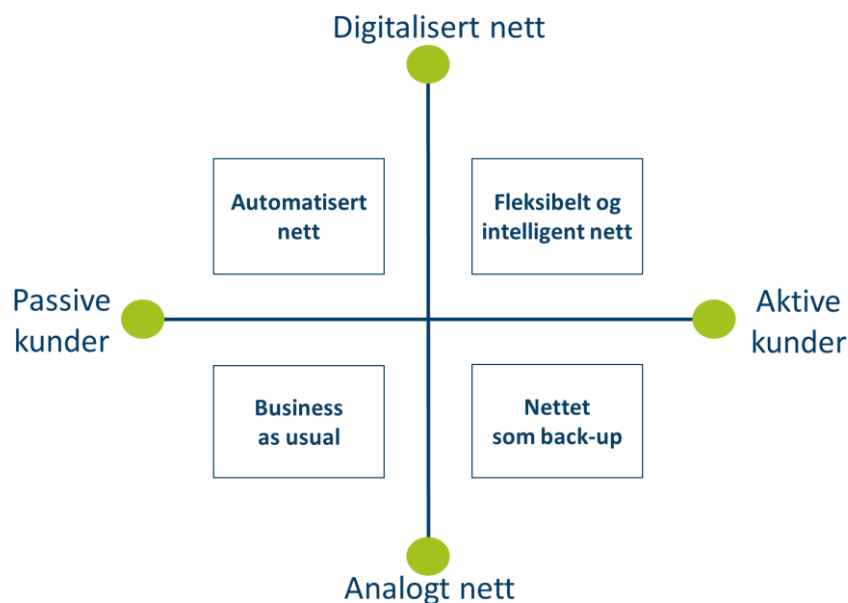 Digitalisert nett
Automatisert
nett
Fleksibelt og
intelligent nett
Passive
kunder
Aktive
kunder
Business
as usual
Nettet
som back-up
Analogt nett